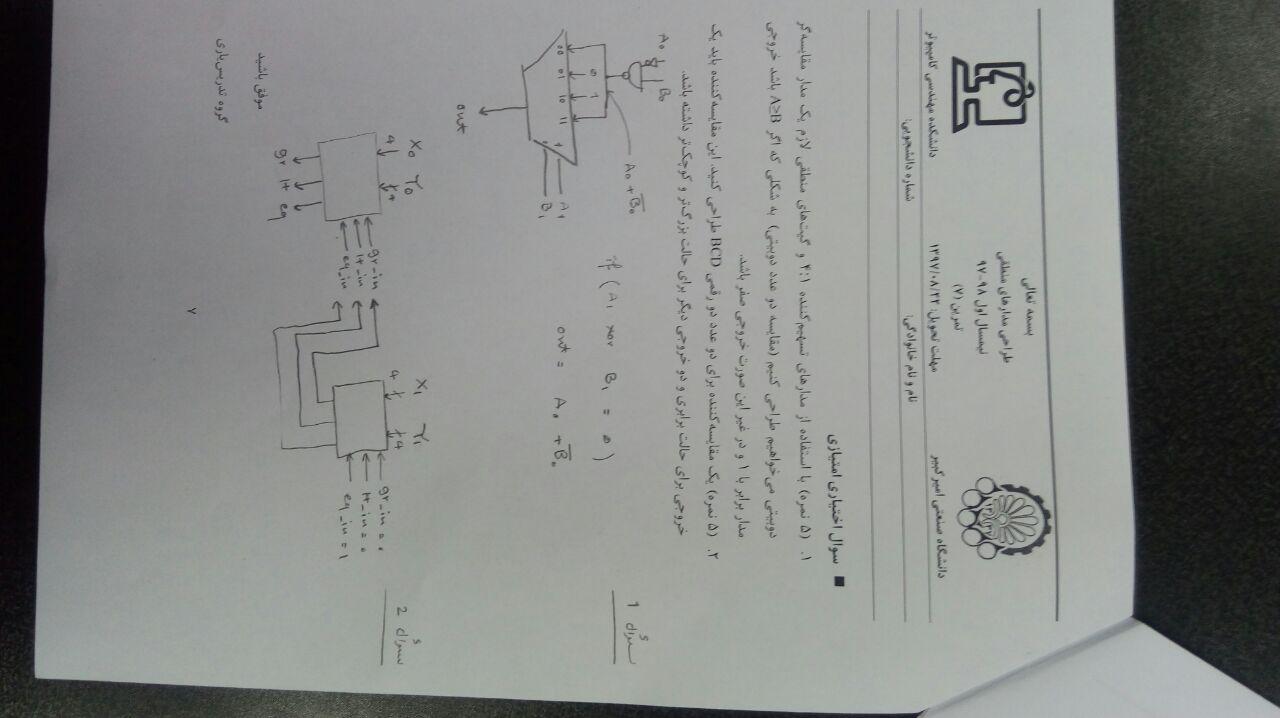 بسمه تعالی
طراحی مدارهای منطقی
نیمسال اول ۹۸-۹۷
تمرین (۷)
مهلت تحویل: ۱۳۹۷/۰۸/۲۲
دانشگاه صنعتی امیرکبیر
دانشکده مهندسی کامپیوتر
نام و نام خانوادگی: شماره دانشجویی:
■ سوال اختیاری امتیازی
۱. (۵ نمره) با استفاده از مدارهای تسهیم‌کننده ۴:۱ و گیت‌های منطقی لازم یک مدار مقایسه‌گر
دوبیتی می‌خواهیم طراحی کنیم (مقایسه دو عدد دوبیتی) به شکلی که اگر A≥B باشد خروجی
مدار برابر با ۱ و در غیر این صورت خروجی صفر باشد.
۲. (۵ نمره) یک مقایسه‌کننده برای دو عدد دو رقمی BCD طراحی کنید. این مقایسه‌کننده باید یک
خروجی برای حالت برابری و دو خروجی دیگر برای حالت بزرگ‌تر و کوچک‌تر داشته باشد.
سؤال 1
A₀ B₀
A₀ + B̅₀
if (A₁ xor B₁ = 0)
out = A₀ + B̅₀
0 1
00 01 10 11
1 A₁
0 B₁
out
سؤال 2
X₀ Y₀ X₁ Y₁
4 4 4 4
gr_in gr_in = 0
lt_in lt_in = 0
eq_in eq_in = 1
gr lt eq
موفق باشید
گروه تدریس‌یاری
۷